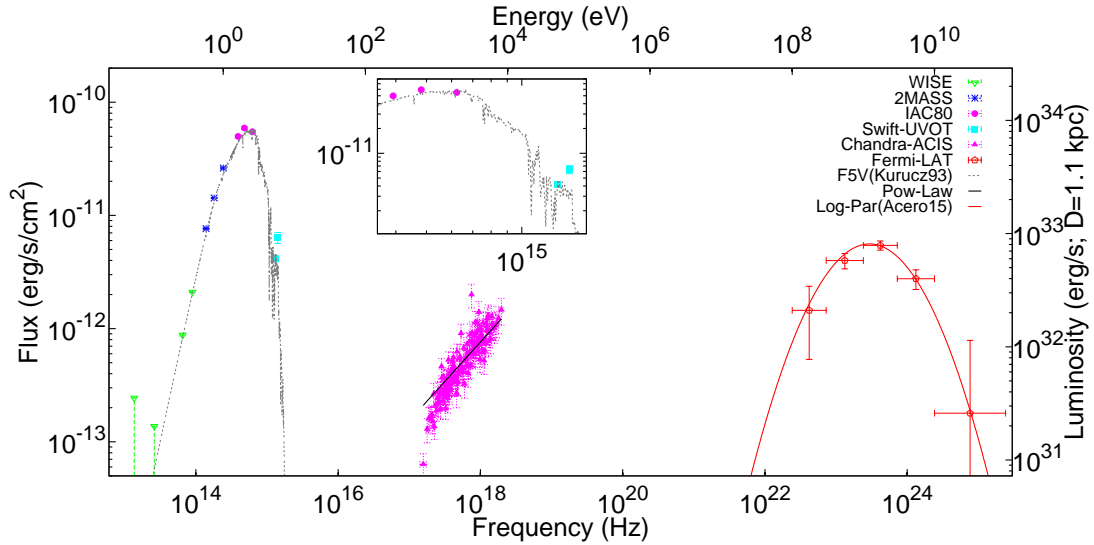 Energy (eV)
10^0 10^2 10^4 10^6 10^8 10^10
10^-10
10^-11
10^-12
10^-13
Flux (erg/s/cm^2)
10^-11
10^15
WISE
2MASS
IAC80
Swift-UVOT
Chandra-ACIS
Fermi-LAT
F5V(Kurucz93)
Pow-Law
Log-Par(Acero15)
10^34
10^33
10^32
10^31
Luminosity (erg/s; D=1.1 kpc)
10^14 10^16 10^18 10^20 10^22 10^24
Frequency (Hz)